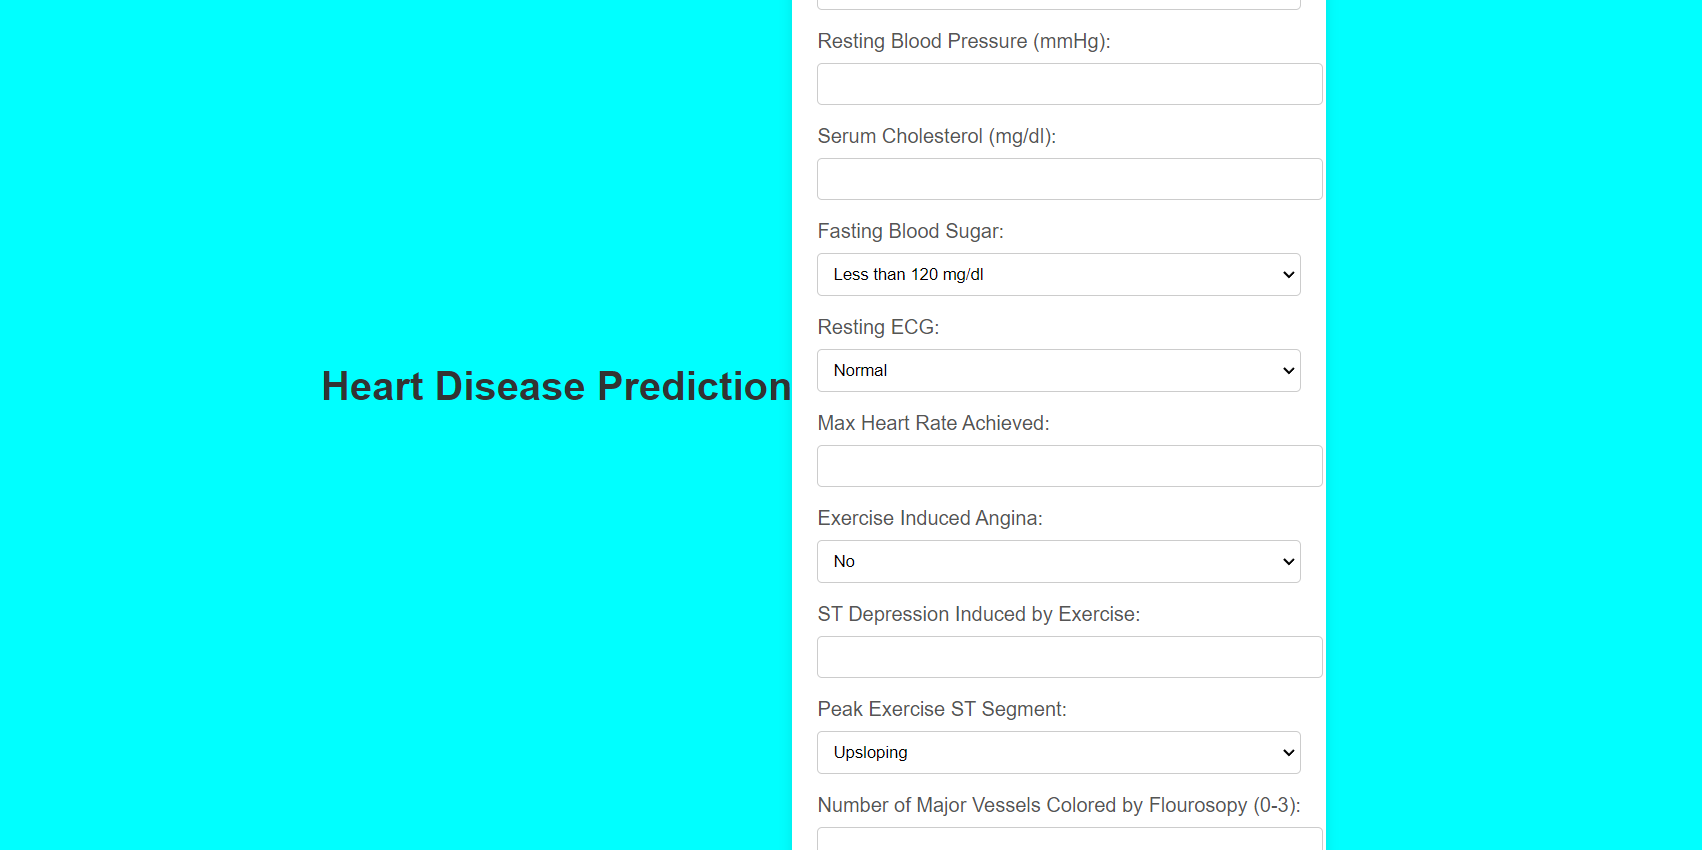 Heart Disease Prediction
Resting Blood Pressure (mmHg):
Serum Cholesterol (mg/dl):
Fasting Blood Sugar:
Less than 120 mg/dl
Resting ECG:
Normal
Max Heart Rate Achieved:
Exercise Induced Angina:
No
ST Depression Induced by Exercise:
Peak Exercise ST Segment:
Upsloping
Number of Major Vessels Colored by Flourosopy (0-3):